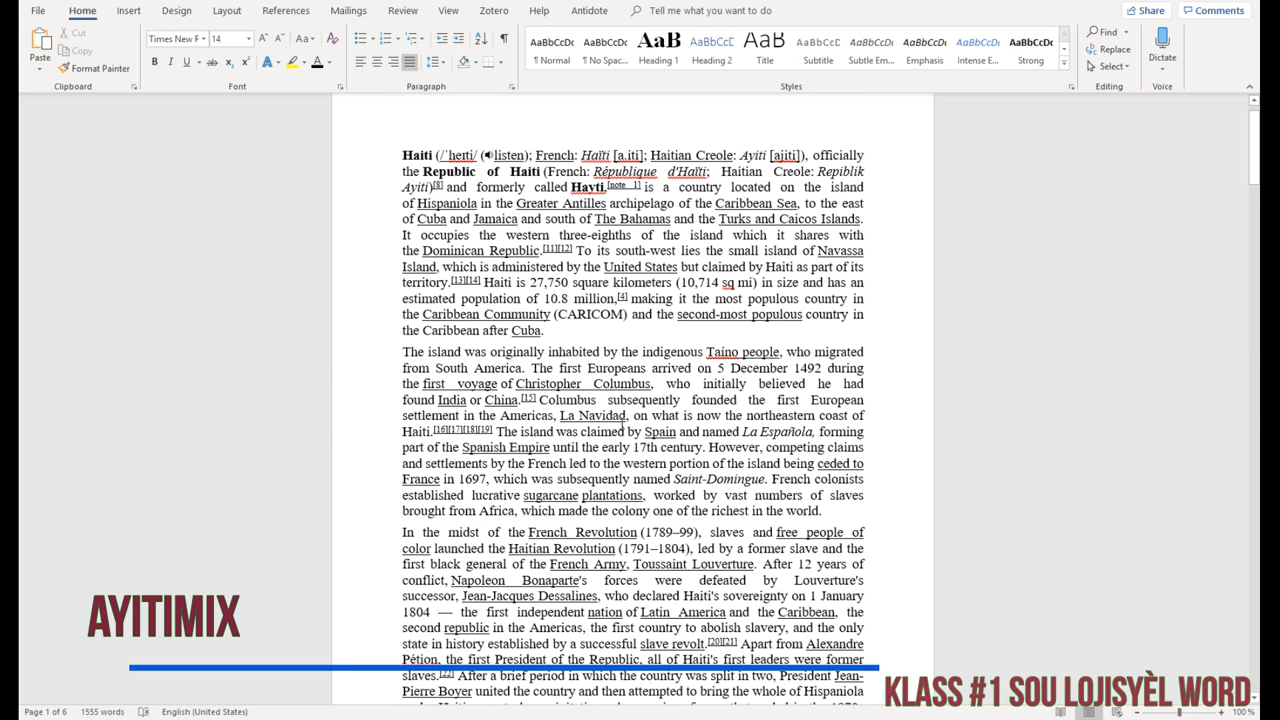 File Home Insert Design Layout References Mailings Review View Zotero Help Antidote Tell me what you want to do Share Comments
Cut
Copy
Paste
Format Painter
Clipboard
Times New R 14
Font
Paragraph
AaBbCcDc AaBbCcDc AaB AaBbCcDc AaB AaBbCcDc AaBbCcDc AaBbCcDc AaBbCcDc AaBbCcDc
¶ Normal ¶ No Spac... Heading 1 Heading 2 Title Subtitle Subtle Em... Emphasis Intense E... Strong
Styles
Find
Replace
Select
Editing
Dictate
Voice
Haiti (/ˈheɪti/ (listen); French: Haïti [a.iti]; Haitian Creole: Ayiti [ajiti]), officially
the Republic of Haiti (French: République d'Haïti; Haitian Creole: Repiblik
Ayiti)[8] and formerly called Hayti,[note 1] is a country located on the island
of Hispaniola in the Greater Antilles archipelago of the Caribbean Sea, to the east
of Cuba and Jamaica and south of The Bahamas and the Turks and Caicos Islands.
It occupies the western three-eighths of the island which it shares with
the Dominican Republic.[11][12] To its south-west lies the small island of Navassa
Island, which is administered by the United States but claimed by Haiti as part of its
territory.[13][14] Haiti is 27,750 square kilometers (10,714 sq mi) in size and has an
estimated population of 10.8 million,[4] making it the most populous country in
the Caribbean Community (CARICOM) and the second-most populous country in
the Caribbean after Cuba.
The island was originally inhabited by the indigenous Taíno people, who migrated
from South America. The first Europeans arrived on 5 December 1492 during
the first voyage of Christopher Columbus, who initially believed he had
found India or China.[15] Columbus subsequently founded the first European
settlement in the Americas, La Navidad, on what is now the northeastern coast of
Haiti.[16][17][18][19] The island was claimed by Spain and named La Española, forming
part of the Spanish Empire until the early 17th century. However, competing claims
and settlements by the French led to the western portion of the island being ceded to
France in 1697, which was subsequently named Saint-Domingue. French colonists
established lucrative sugarcane plantations, worked by vast numbers of slaves
brought from Africa, which made the colony one of the richest in the world.
In the midst of the French Revolution (1789–99), slaves and free people of
color launched the Haitian Revolution (1791–1804), led by a former slave and the
first black general of the French Army, Toussaint Louverture. After 12 years of
conflict, Napoleon Bonaparte's forces were defeated by Louverture's
successor, Jean-Jacques Dessalines, who declared Haiti's sovereignty on 1 January
1804 — the first independent nation of Latin America and the Caribbean, the
second republic in the Americas, the first country to abolish slavery, and the only
state in history established by a successful slave revolt.[20][21] Apart from Alexandre
Pétion, the first President of the Republic, all of Haiti's first leaders were former
slaves.[22] After a brief period in which the country was split in two, President Jean-
Pierre Boyer united the country and then attempted to bring the whole of Hispaniola
AYITIMIX
KLASS #1 SOU LOJISYÈL WORD
Page 1 of 6 1555 words English (United States) 100 %